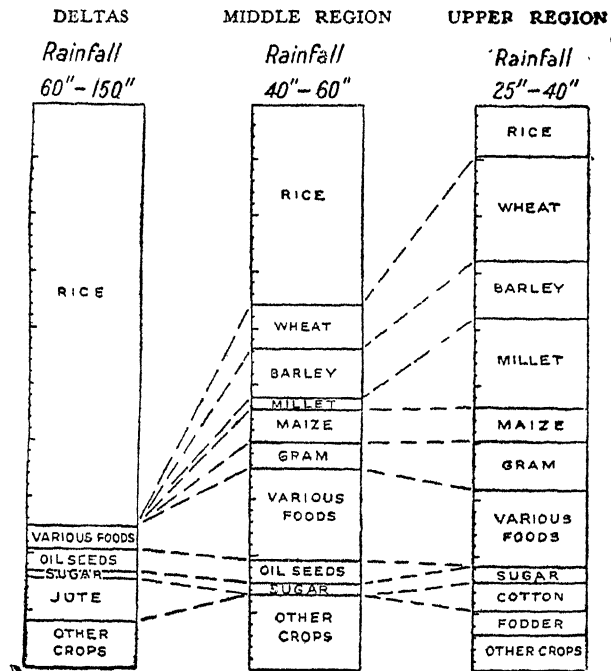 DELTAS
Rainfall
60"-150"
RICE
VARIOUS FOODS
OIL SEEDS
SUGAR
JUTE
OTHER
CROPS
MIDDLE REGION
Rainfall
40"-60"
RICE
WHEAT
BARLEY
MILLET
MAIZE
GRAM
VARIOUS
FOODS
OIL SEEDS
SUGAR
OTHER
CROPS
UPPER REGION
Rainfall
25"-40"
RICE
WHEAT
BARLEY
MILLET
MAIZE
GRAM
VARIOUS
FOODS
SUGAR
COTTON
FODDER
OTHER CROPS